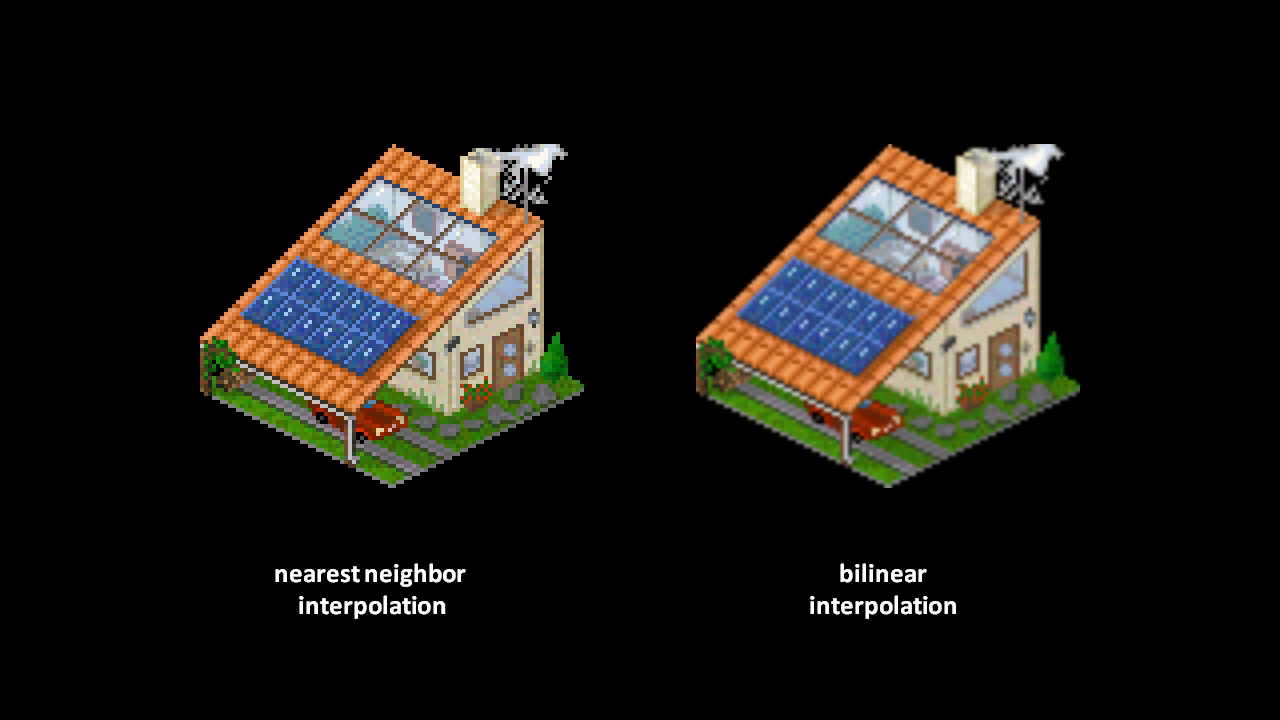 nearest neighbor
interpolation
bilinear
interpolation